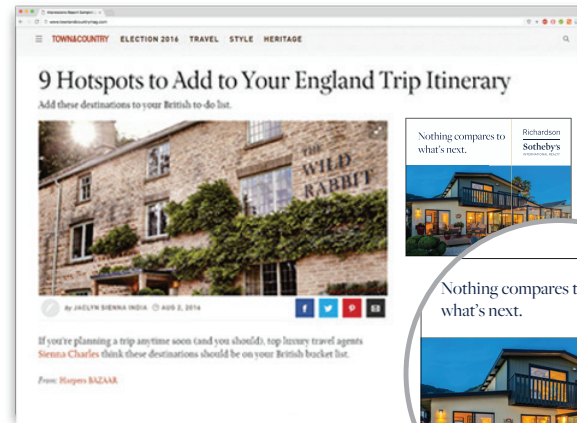 www.townandcountrymag.com
TOWN&COUNTRY ELECTION 2016 TRAVEL STYLE HERITAGE
9 Hotspots to Add to Your England Trip Itinerary
Add these destinations to your British to-do list.
THE
WILD
RABBIT
by JACLYN SIENNA INDIA AUG 2, 2016
If you're planning a trip anytime soon (and you should), top luxury travel agents
Sienna Charles think these destinations should be on your British bucket list.
From: Harpers BAZAAR
Nothing compares to
what's next.
Richardson
Sotheby's
INTERNATIONAL REALTY
Nothing compares t
what's next.